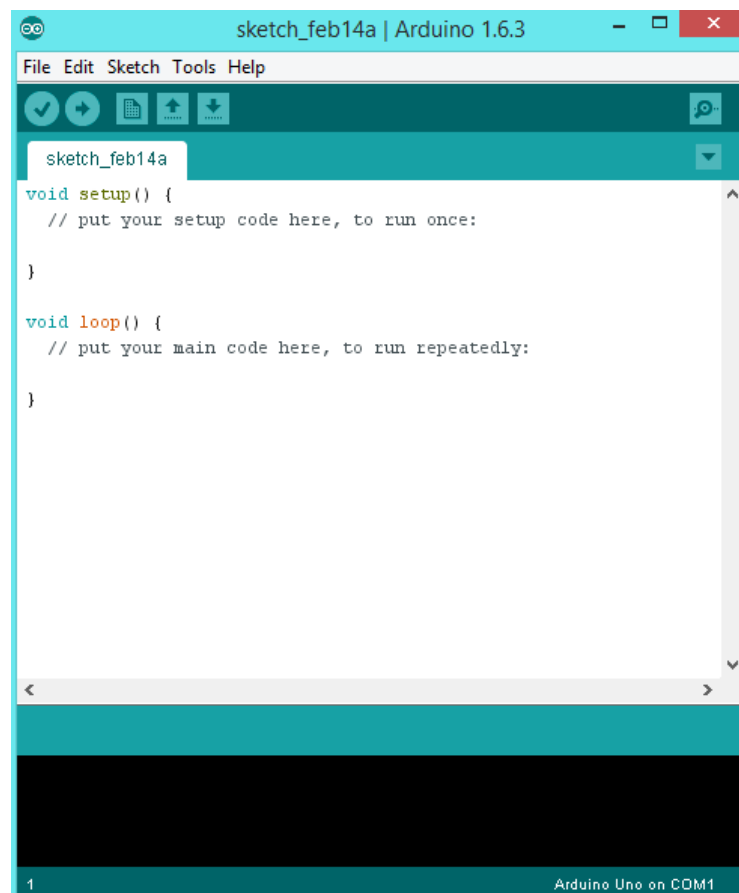 sketch_feb14a | Arduino 1.6.3
File Edit Sketch Tools Help
sketch_feb14a
void setup() {
  // put your setup code here, to run once:
}
void loop() {
  // put your main code here, to run repeatedly:
}
1
Arduino Uno on COM1